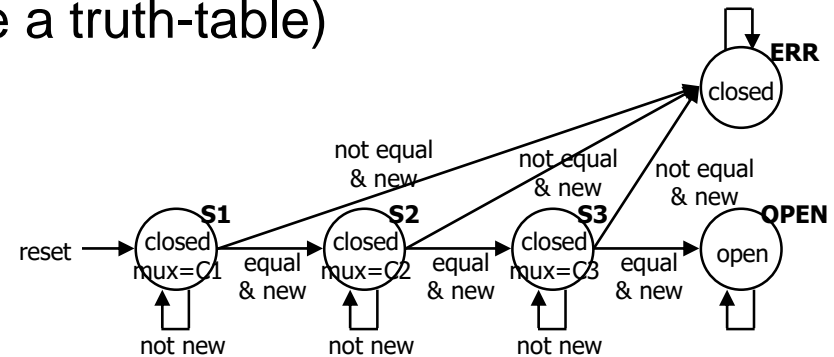 e a truth-table)
ERR
closed
not equal
& new
not equal
& new
not equal
& new
S1
S2
S3
OPEN
reset
closed
mux=C1
equal
& new
closed
mux=C2
equal
& new
closed
mux=C3
equal
& new
open
not new
not new
not new